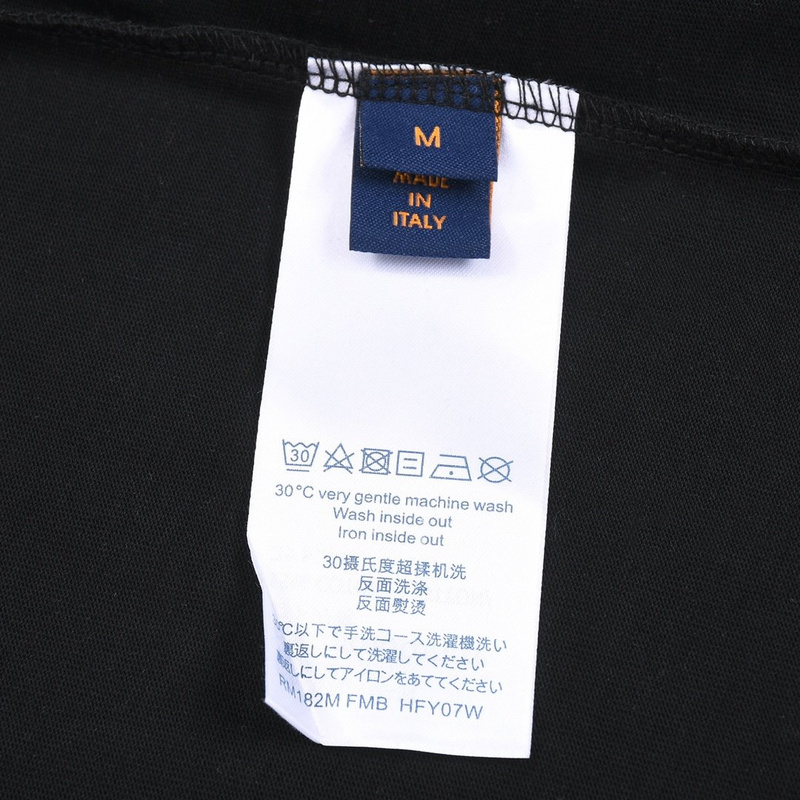 M
MADE
IN
ITALY
30
30°C very gentle machine wash
Wash inside out
Iron inside out
30摄氏度超揉机洗
反面洗涤
反面熨烫
°C以下で手洗コース洗濯機洗い
裏返しにして洗濯してください
裏返しにしてアイロンをあててください
RM182M FMB HFY07W